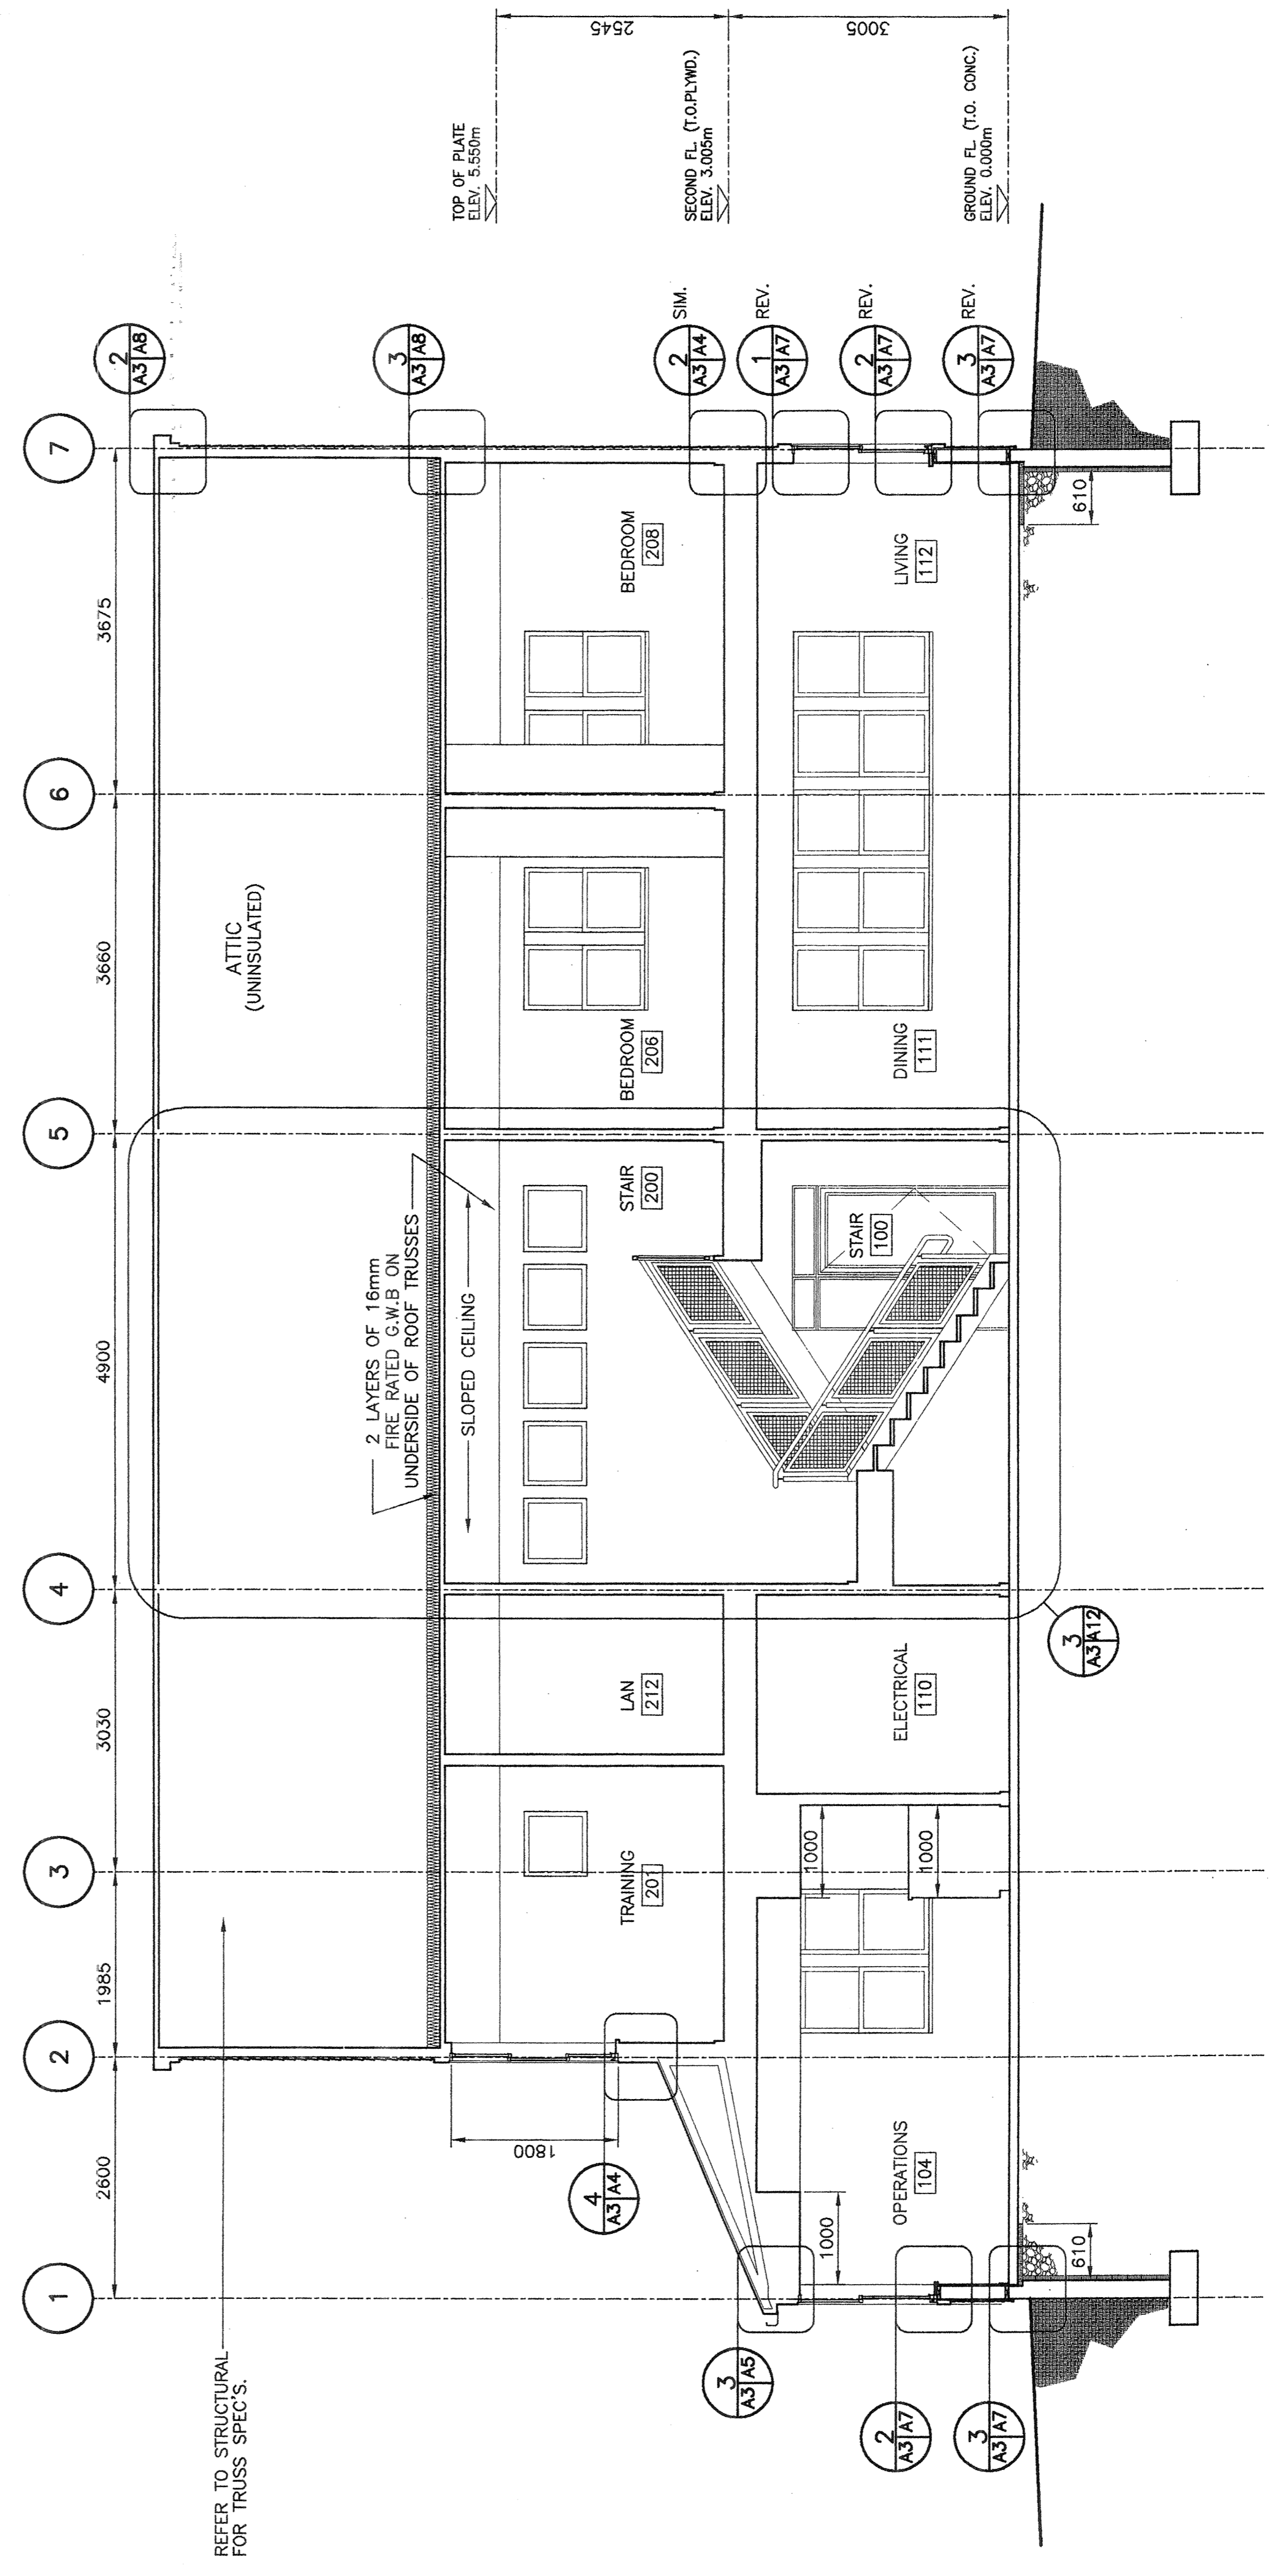 1
2
3
4
5
6
7
2600
1985
3030
4900
3660
3675
REFER TO STRUCTURAL
FOR TRUSS SPEC'S.
ATTIC
(UNINSULATED)
2 LAYERS OF 16mm
FIRE RATED G.W.B ON
UNDERSIDE OF ROOF TRUSSES
SLOPED CEILING
2
A3 A8
3
A3 A8
2
A3 A4
SIM.
1
A3 A7
REV.
2
A3 A7
REV.
3
A3 A7
REV.
TOP OF PLATE
ELEV. 5.550m
2545
SECOND FL. (T.O.PLYWD.)
ELEV. 3.005m
3005
GROUND FL. (T.O. CONC.)
ELEV. 0.000m
1800
4
A3 A4
TRAINING
201
LAN
212
STAIR
200
BEDROOM
206
BEDROOM
208
3
A3 A5
1000
1000
1000
OPERATIONS
104
ELECTRICAL
110
STAIR
100
DINING
111
LIVING
112
2
A3 A7
3
A3 A7
610
3
A3 A12
610